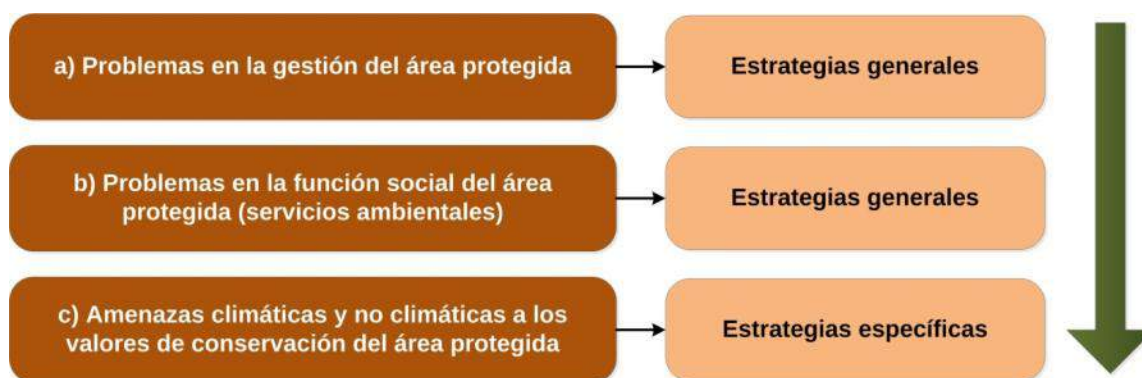 a) Problemas en la gestión del área protegida
Estrategias generales
b) Problemas en la función social del área
protegida (servicios ambientales)
Estrategias generales
c) Amenazas climáticas y no climáticas a los
valores de conservación del área protegida
Estrategias específicas